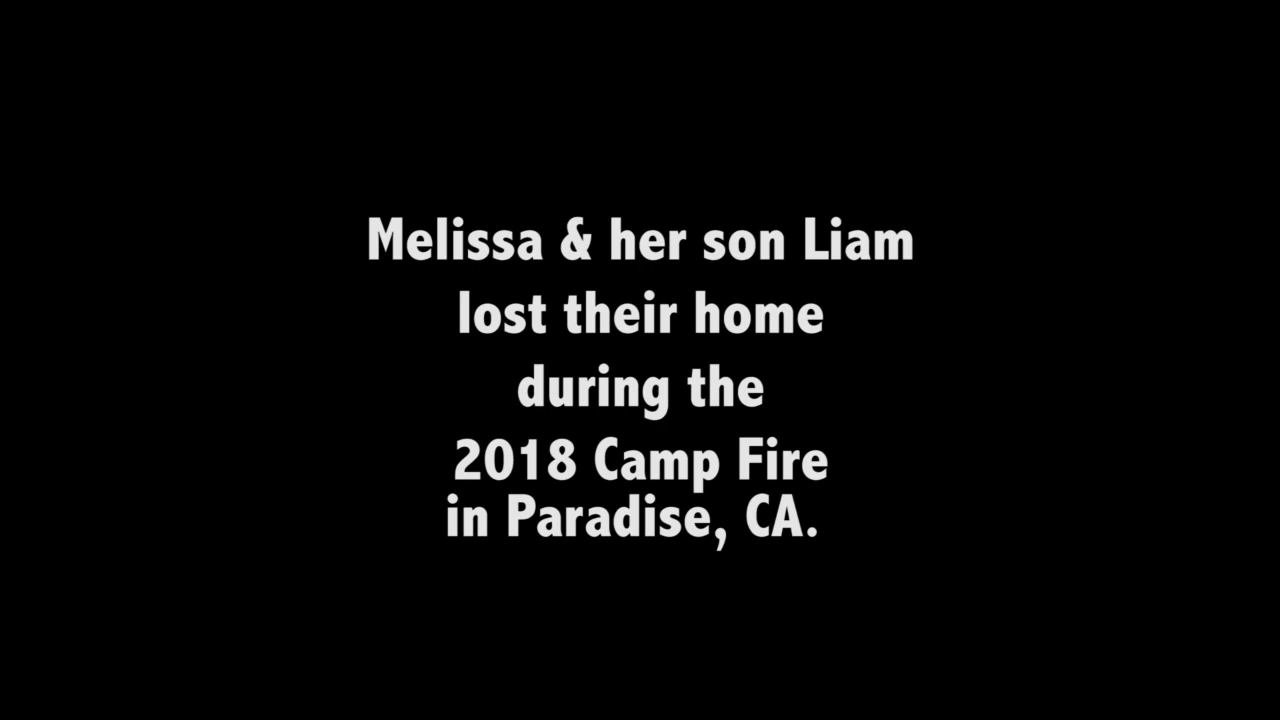 Melissa & her son Liam
lost their home
during the
2018 Camp Fire
in Paradise, CA.